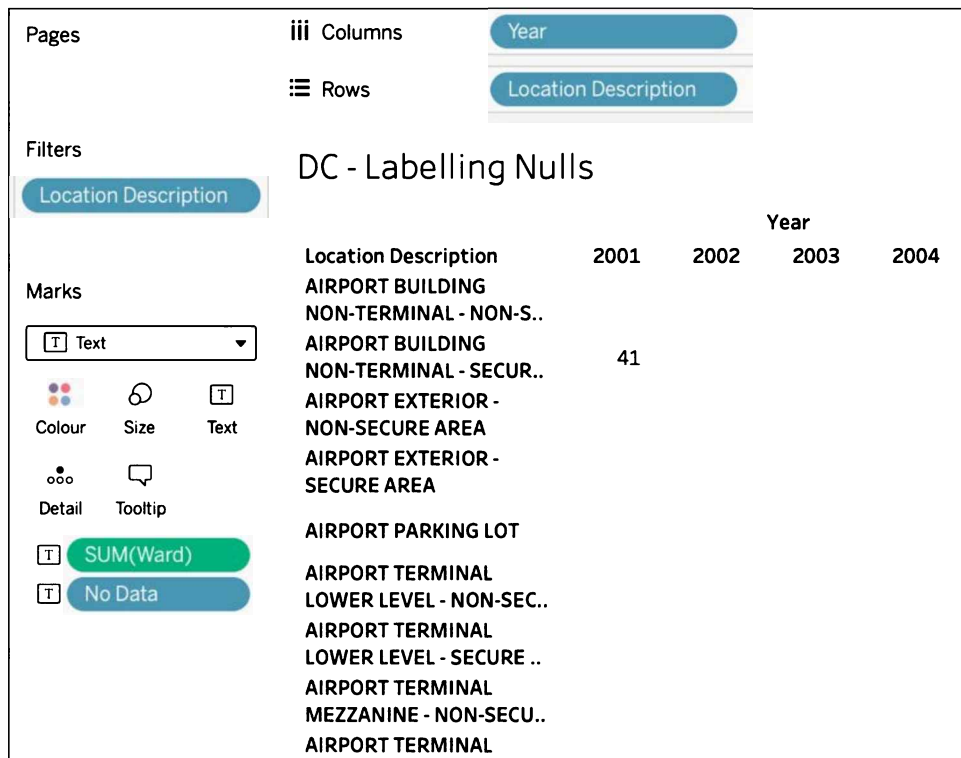 Pages
Columns
Year
Rows
Location Description
Filters
Location Description
DC - Labelling Nulls
Year
Location Description 2001 2002 2003 2004
AIRPORT BUILDING
NON-TERMINAL - NON-S..
AIRPORT BUILDING
NON-TERMINAL - SECUR..
41
AIRPORT EXTERIOR -
NON-SECURE AREA
AIRPORT EXTERIOR -
SECURE AREA
AIRPORT PARKING LOT
AIRPORT TERMINAL
LOWER LEVEL - NON-SEC..
AIRPORT TERMINAL
LOWER LEVEL - SECURE ..
AIRPORT TERMINAL
MEZZANINE - NON-SECU..
AIRPORT TERMINAL
Marks
T Text
T
Colour Size Text
Detail Tooltip
T SUM(Ward)
T No Data